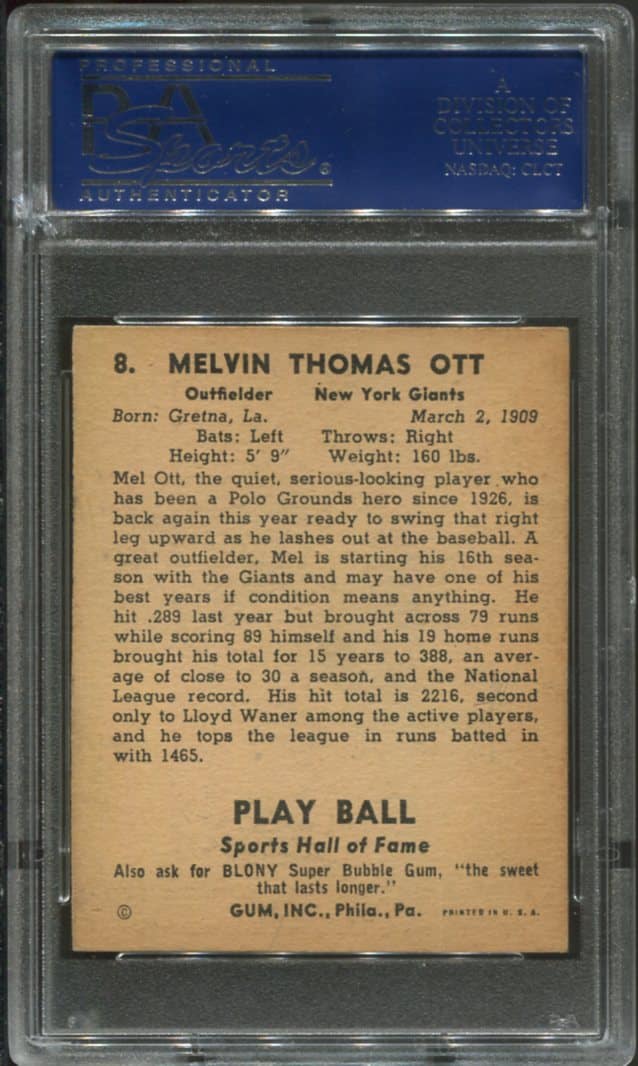 PROFESSIONAL
PSA
Sports®
AUTHENTICATOR
A
DIVISION OF
COLLECTORS
UNIVERSE
NASDAQ: CLCT
8. MELVIN THOMAS OTT
Outfielder New York Giants
Born: Gretna, La. March 2, 1909
Bats: Left Throws: Right
Height: 5' 9" Weight: 160 lbs.
Mel Ott, the quiet, serious-looking player who
has been a Polo Grounds hero since 1926, is
back again this year ready to swing that right
leg upward as he lashes out at the baseball. A
great outfielder, Mel is starting his 16th sea-
son with the Giants and may have one of his
best years if condition means anything. He
hit .289 last year but brought across 79 runs
while scoring 89 himself and his 19 home runs
brought his total for 15 years to 388, an aver-
age of close to 30 a season, and the National
League record. His hit total is 2216, second
only to Lloyd Waner among the active players,
and he tops the league in runs batted in
with 1465.
PLAY BALL
Sports Hall of Fame
Also ask for BLONY Super Bubble Gum, "the sweet
that lasts longer."
© GUM, INC., Phila., Pa. PRINTED IN U. S. A.